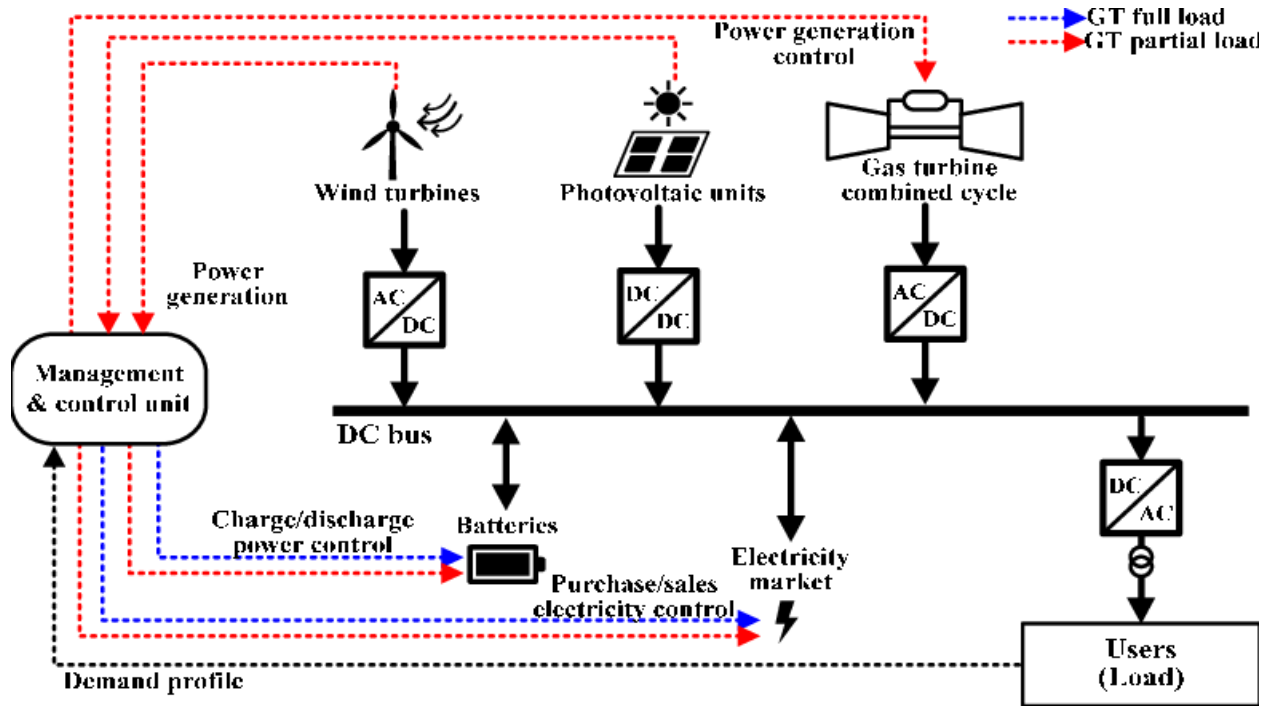 Power generation
control
GT full load
GT partial load
Wind turbines
Photovoltaic units
Gas turbine
combined cycle
Power
generation
AC
DC
DC
DC
AC
DC
Management
& control unit
DC bus
DC
AC
Charge/discharge
power control
Batteries
Electricity
market
Purchase/sales
electricity control
Users
(Load)
Demand profile